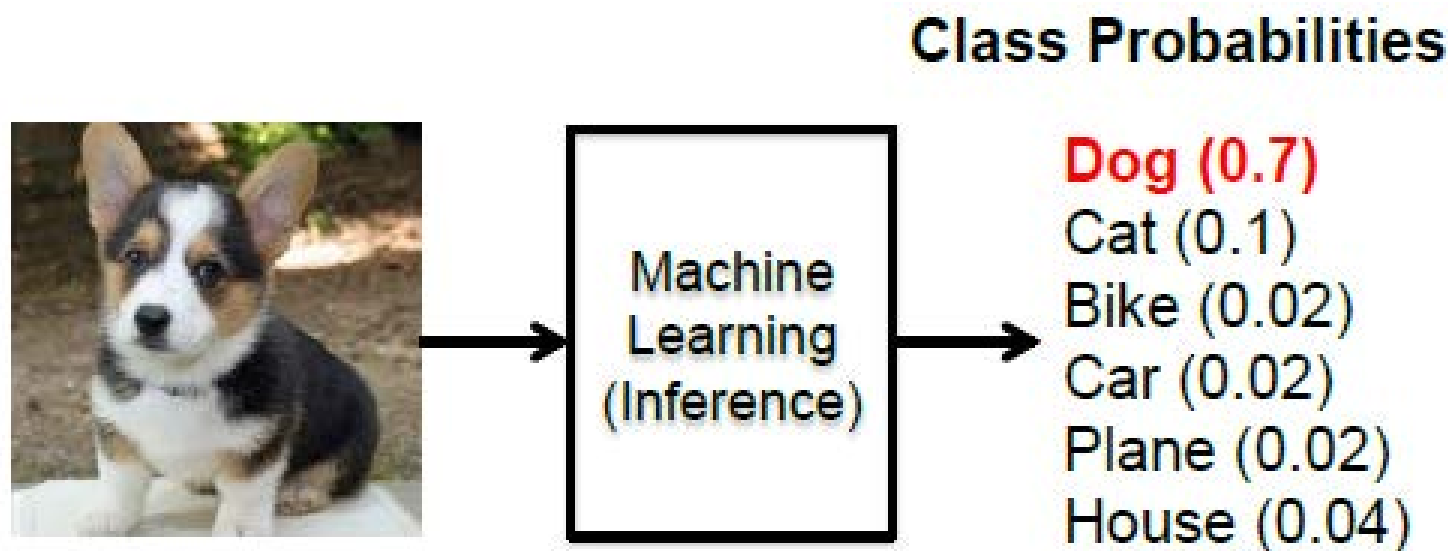 Class Probabilities
Machine
Learning
(Inference)
Dog (0.7)
Cat (0.1)
Bike (0.02)
Car (0.02)
Plane (0.02)
House (0.04)